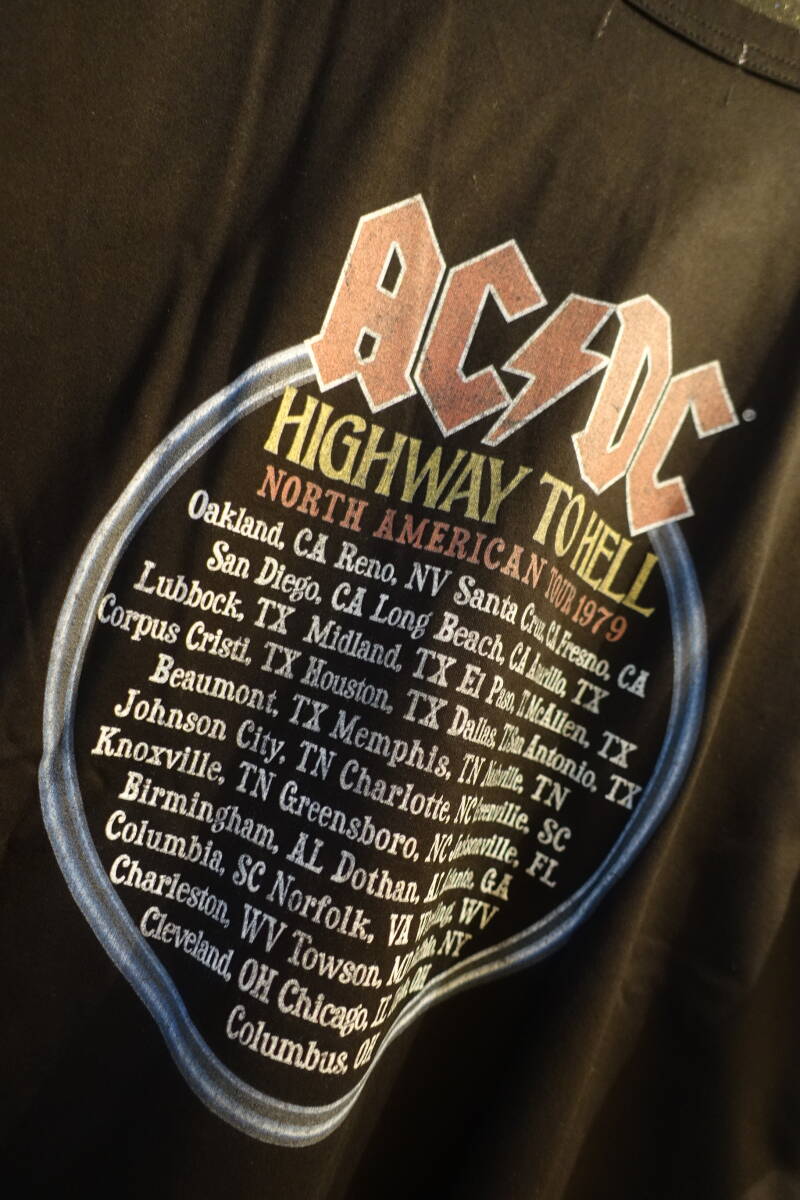 AC/DC
HIGHWAY TO HELL
NORTH AMERICAN TOUR 1979
Oakland, CA Reno, NV Santa Cruz, CA Fresno, CA
San Diego, CA Long Beach, CA Amarillo, TX
Lubbock, TX Midland, TX El Paso, TX McAllen, TX
Corpus Cristi, TX Houston, TX Dallas, TX San Antonio, TX
Beaumont, TX Memphis, TN Nashville, TN
Johnson City, TN Charlotte, NC Greenville, SC
Knoxville, TN Greensboro, NC Jacksonville, FL
Birmingham, AL Dothan, AL Atlanta, GA
Columbia, SC Norfolk, VA WV
Charleston, WV Towson, MD NY
Cleveland, OH Chicago, IL OH
Columbus, OH